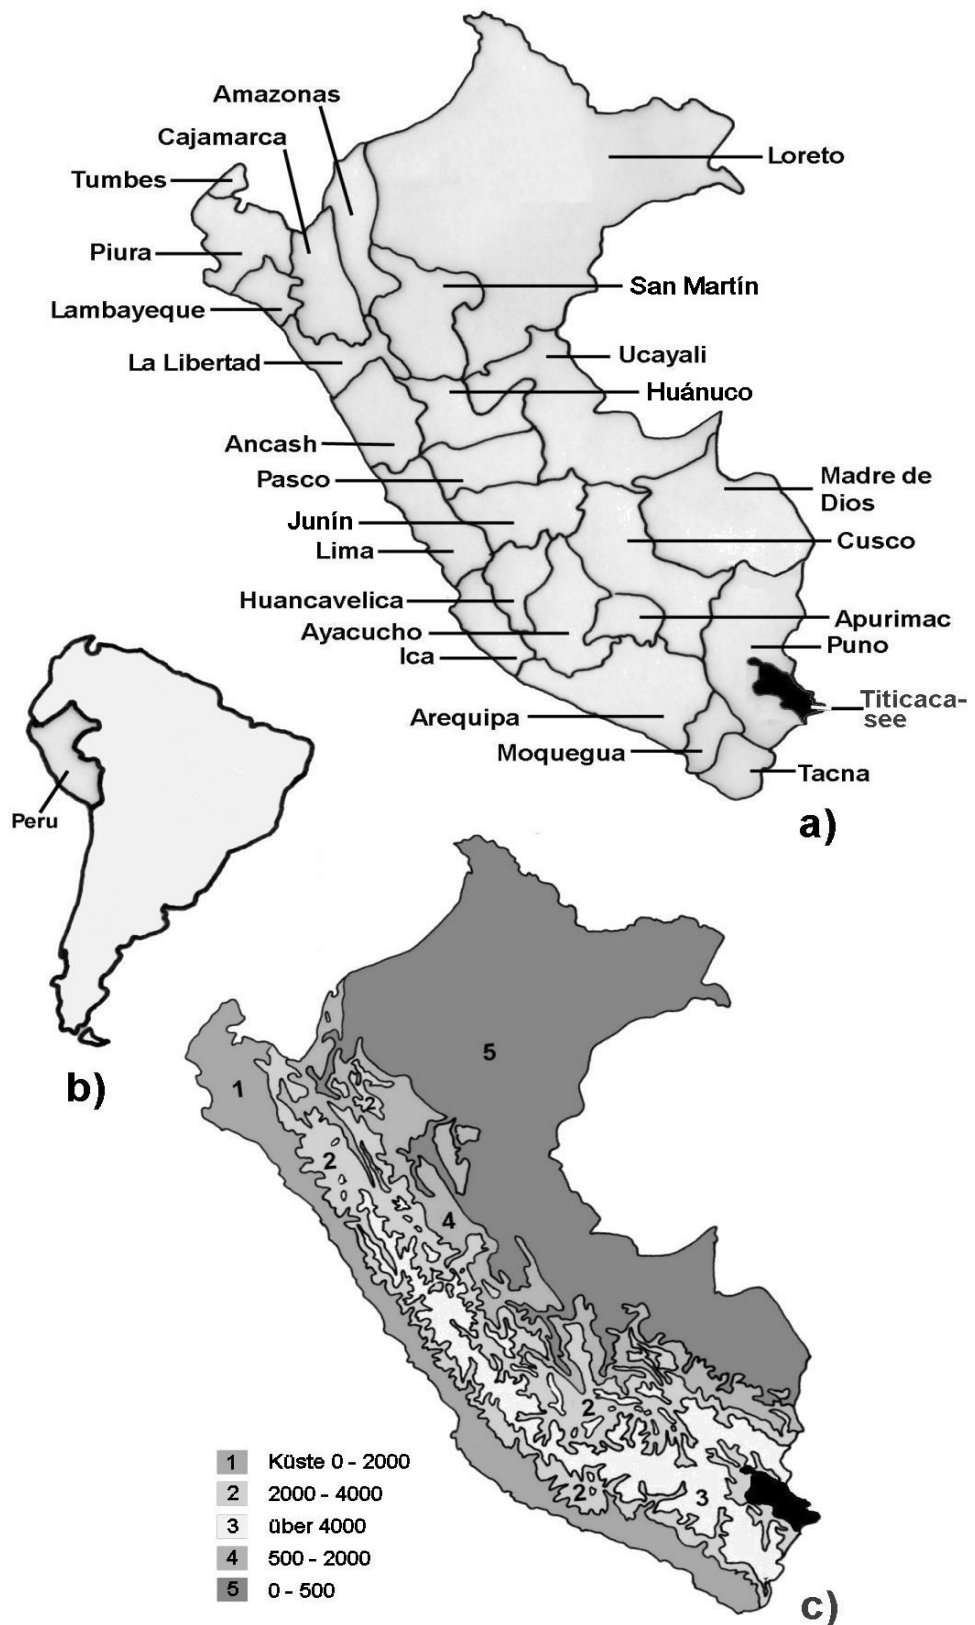 Amazonas
Cajamarca
Loreto
Tumbes
Piura
San Martín
Lambayeque
Ucayali
La Libertad
Huánuco
Ancash
Pasco
Madre de
Dios
Junín
Cusco
Lima
Huancavelica
Apurimac
Ayacucho
Puno
Ica
Titicaca-
see
Arequipa
Moquegua
Tacna
a)
Peru
b)
5
1
2
2
4
2
2
3
1 Küste 0 - 2000
2 2000 - 4000
3 über 4000
4 500 - 2000
5 0 - 500
c)